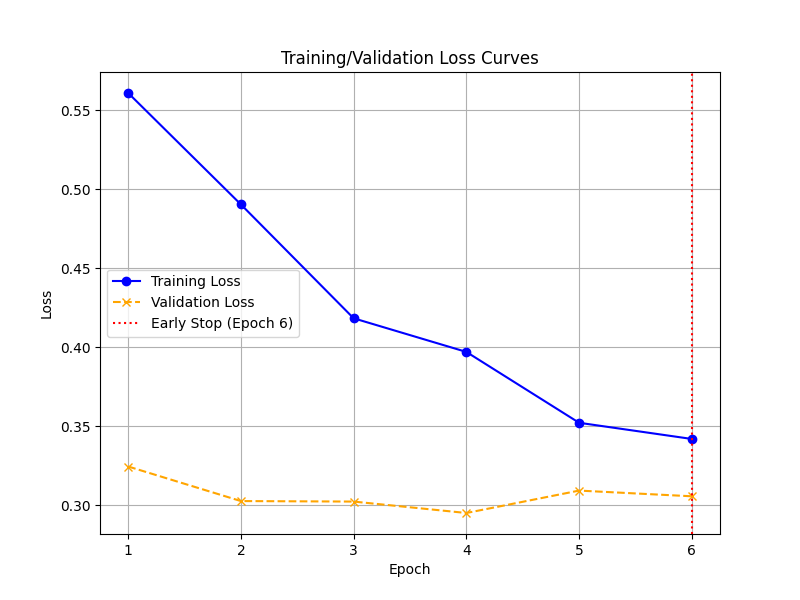 Training/Validation Loss Curves
0.55
0.50
0.45
0.40
0.35
0.30
Loss
Training Loss
Validation Loss
Early Stop (Epoch 6)
1 2 3 4 5 6
Epoch